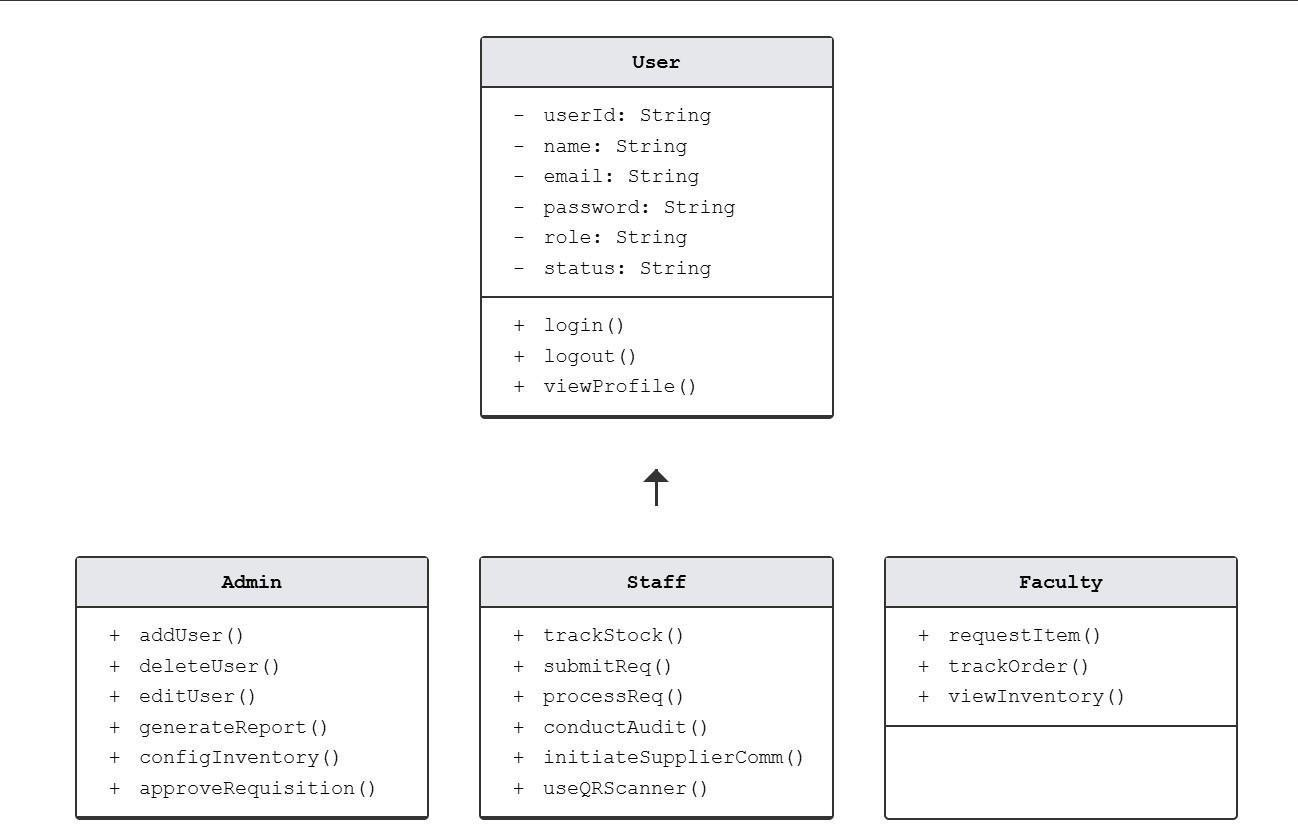 User
- userId: String
- name: String
- email: String
- password: String
- role: String
- status: String
+ login()
+ logout()
+ viewProfile()
Admin
+ addUser()
+ deleteUser()
+ editUser()
+ generateReport()
+ configInventory()
+ approveRequisition()
Staff
+ trackStock()
+ submitReq()
+ processReq()
+ conductAudit()
+ initiateSupplierComm()
+ useQRScanner()
Faculty
+ requestItem()
+ trackOrder()
+ viewInventory()